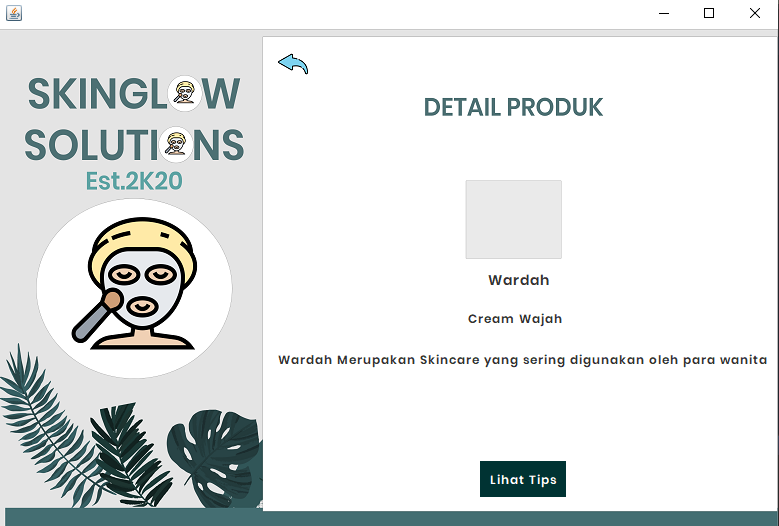 SKINGLOW
SOLUTIONS
Est.2K20
DETAIL PRODUK
Wardah
Cream Wajah
Wardah Merupakan Skincare yang sering digunakan oleh para wanita
Lihat Tips